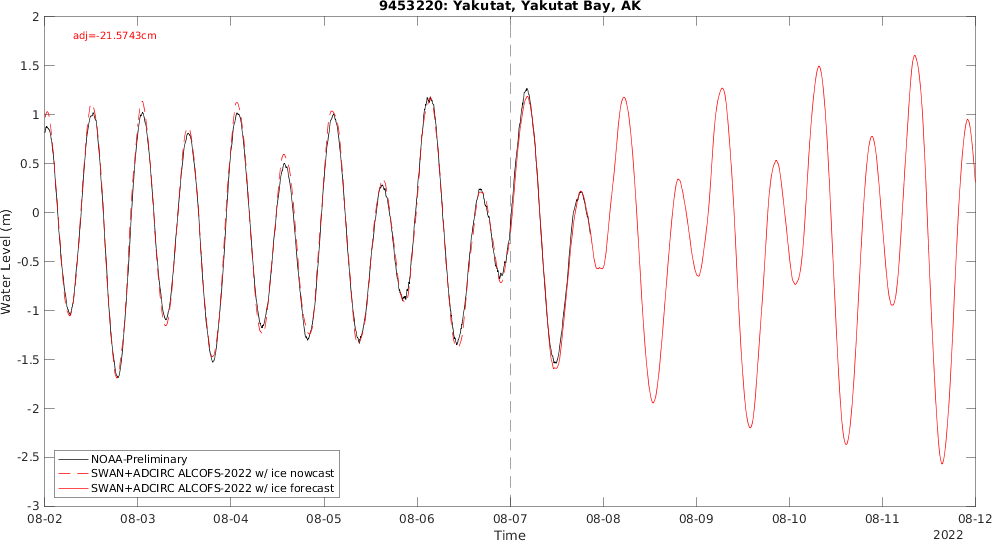 9453220: Yakutat, Yakutat Bay, AK
adj=-21.5743cm
2
1.5
1
0.5
0
-0.5
-1
-1.5
-2
-2.5
-3
Water Level (m)
NOAA-Preliminary
SWAN+ADCIRC ALCOFS-2022 w/ ice nowcast
SWAN+ADCIRC ALCOFS-2022 w/ ice forecast
08-02 08-03 08-04 08-05 08-06 08-07 08-08 08-09 08-10 08-11 08-12
Time
2022